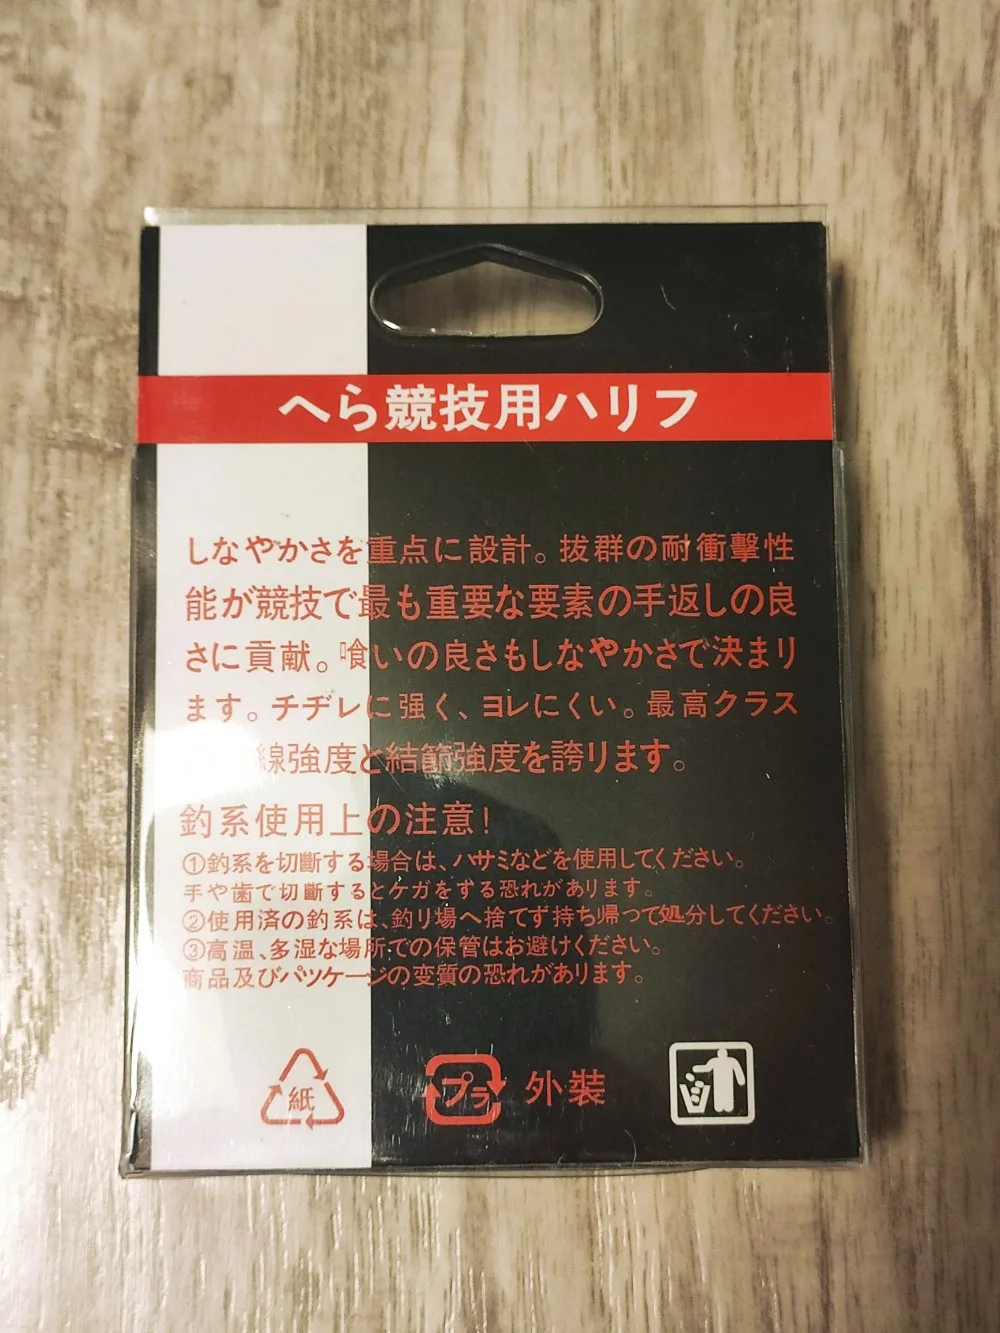 へら競技用ハリフ
しなやかさを重点に設計。抜群の耐衝撃性
能が競技で最も重要な要素の手返しの良
さに貢献。喰いの良さもしなやかさで決まり
ます。チヂレに強く、ヨレにくい。最高クラス
線強度と結節強度を誇ります。
釣系使用上の注意!
①釣系を切断する場合は、ハサミなどを使用してください。
手や歯で切断するとケガをする恐れがあります。
②使用済の釣系は、釣り場へ捨てず持ち帰って処分してください。
③高温、多湿な場所での保管はお避けください。
商品及びパッケージの変質の恐れがあります。
紙
プラ 外装